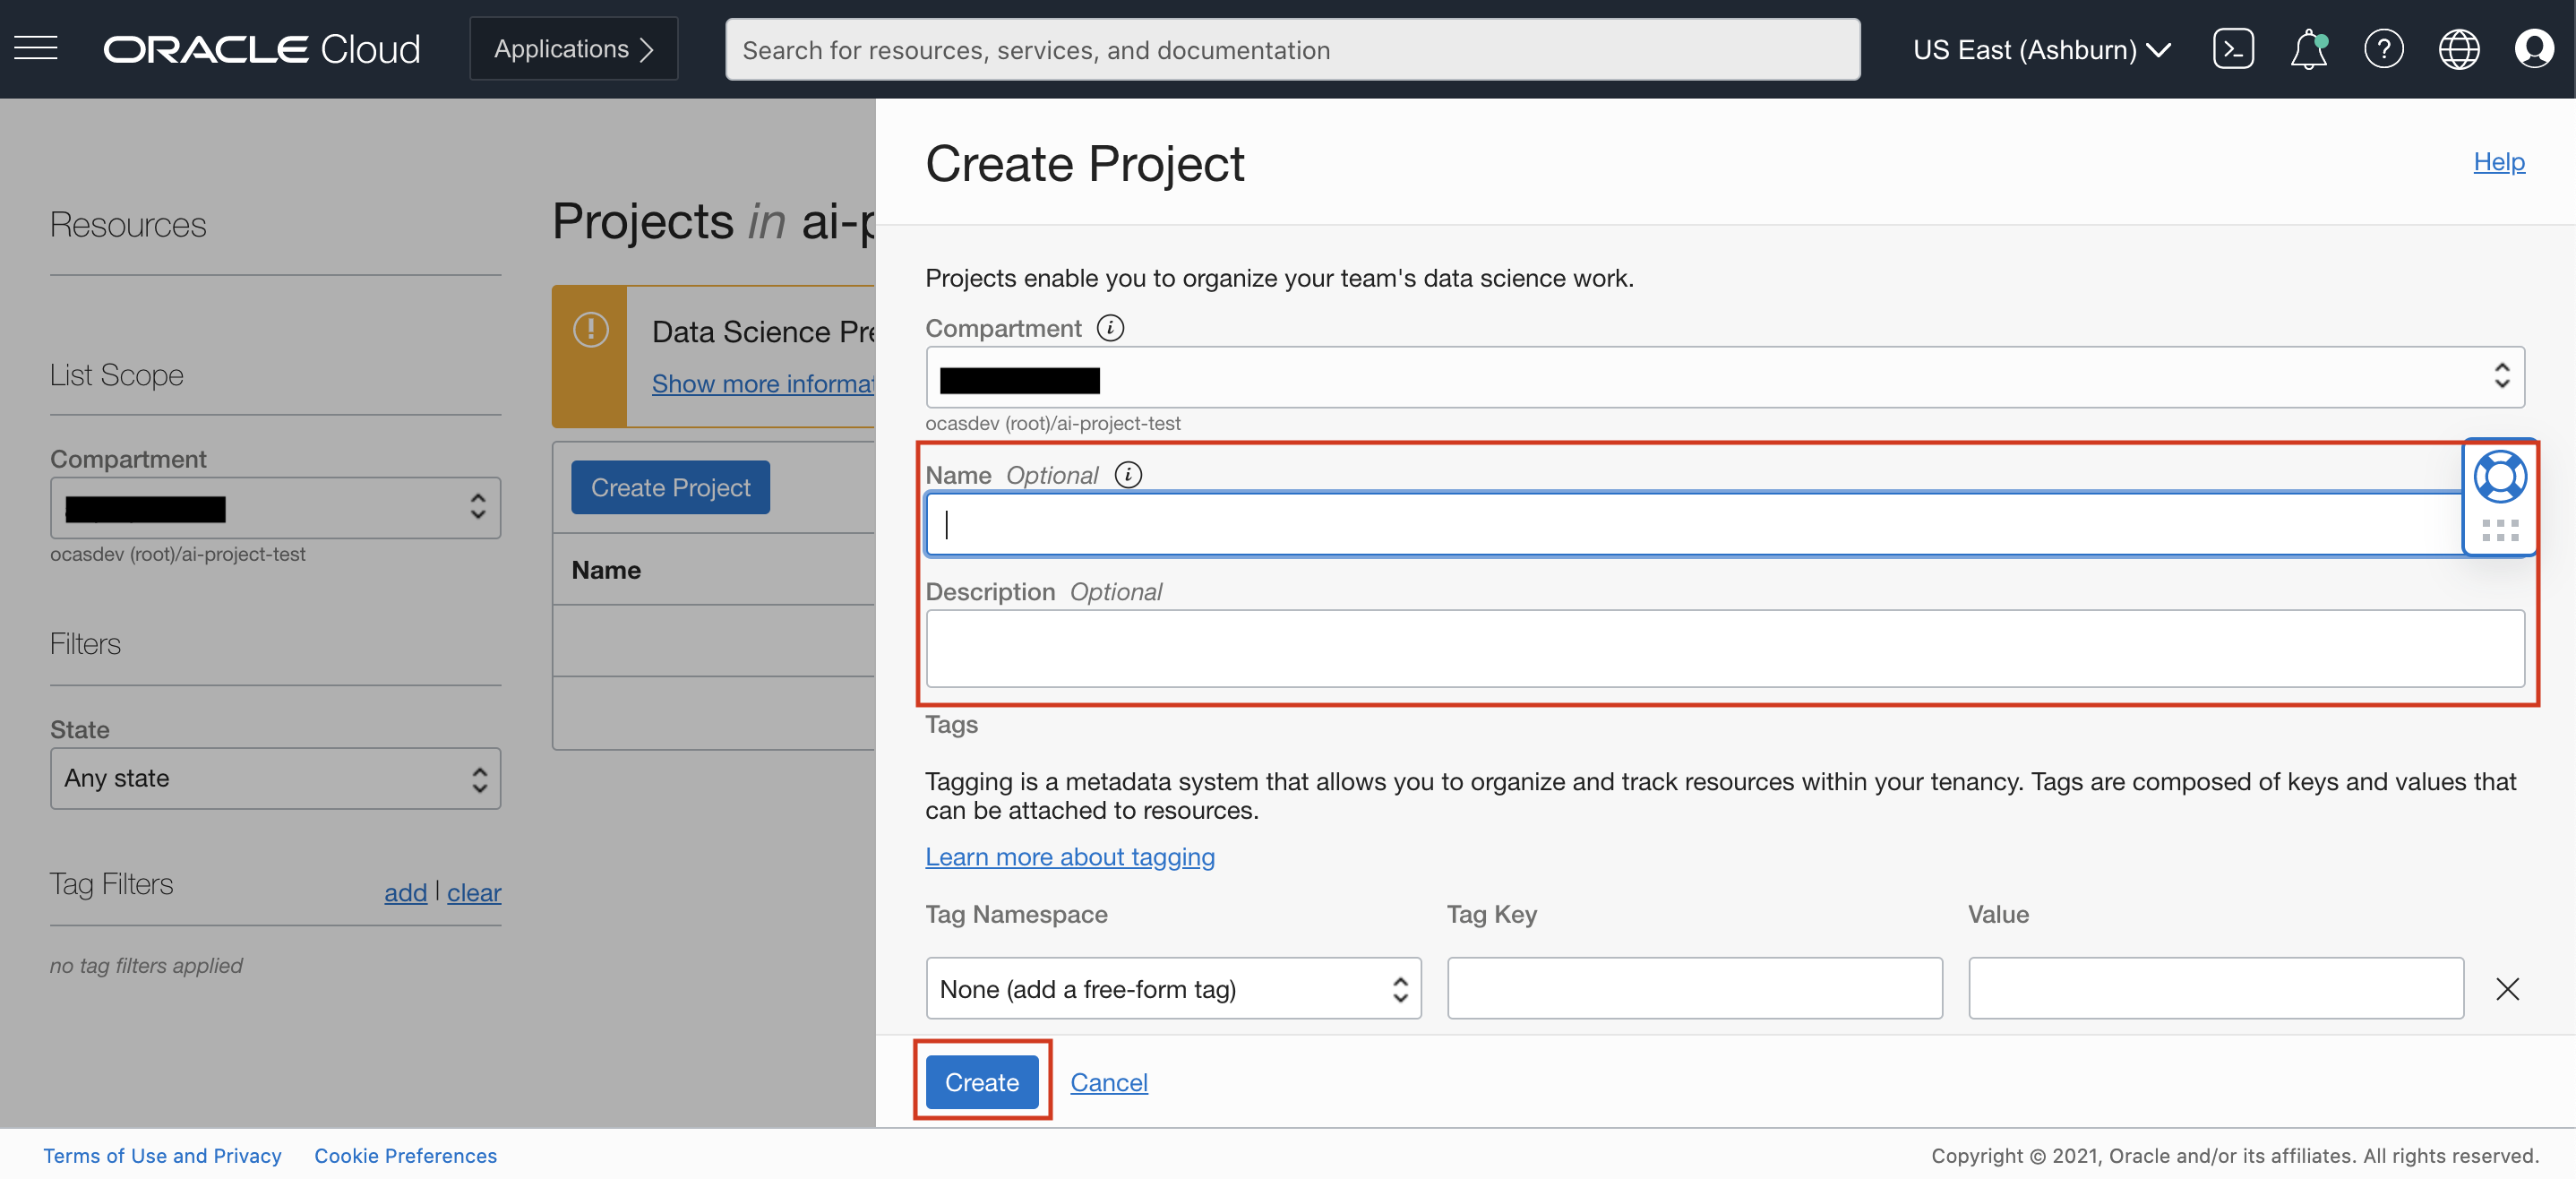 ORACLE Cloud
Applications
Search for resources, services, and documentation
US East (Ashburn)
Resources
List Scope
Compartment
ocasdev (root)/ai-project-test
Filters
State
Any state
Tag Filters
add | clear
no tag filters applied
Projects in ai-p
Data Science Pre
Show more informat
Create Project
Name
Create Project
Help
Projects enable you to organize your team's data science work.
Compartment
ocasdev (root)/ai-project-test
Name Optional
Description Optional
Tags
Tagging is a metadata system that allows you to organize and track resources within your tenancy. Tags are composed of keys and values that
can be attached to resources.
Learn more about tagging
Tag Namespace Tag Key Value
None (add a free-form tag)
Create Cancel
Terms of Use and Privacy Cookie Preferences
Copyright © 2021, Oracle and/or its affiliates. All rights reserved.